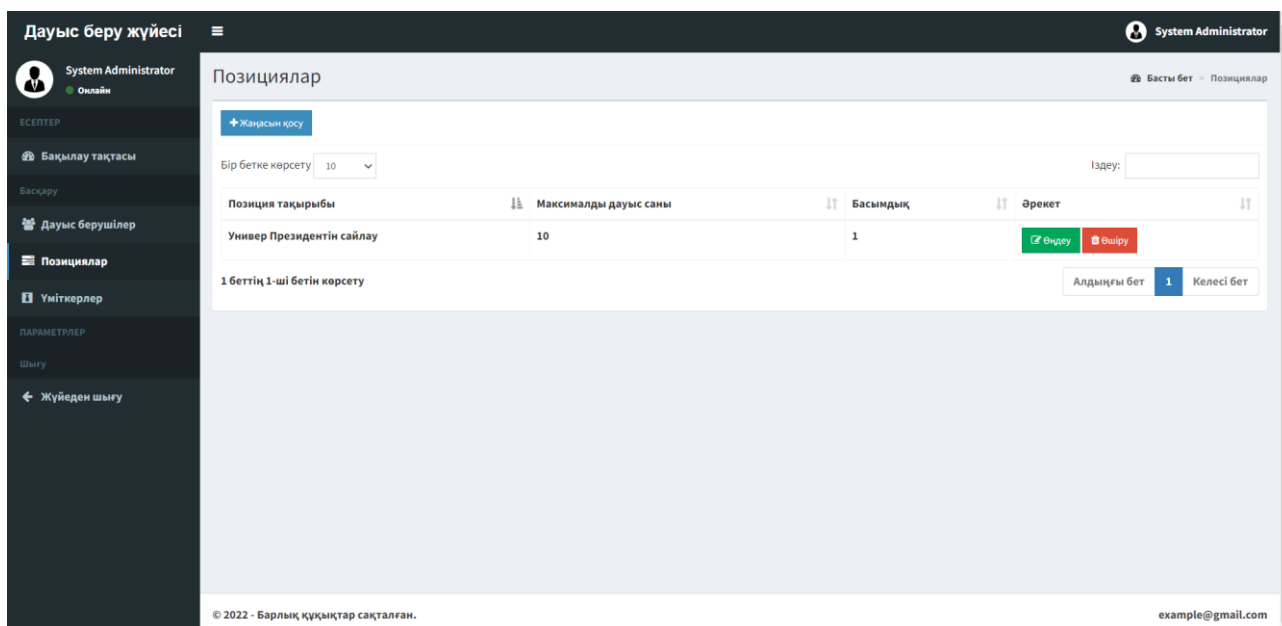 Дауыс беру жүйесі
System Administrator
System Administrator
Онлайн
ЕСЕПТЕР
Бақылау тақтасы
Басқару
Дауыс берушілер
Позициялар
Үміткерлер
ПАРАМЕТРЛЕР
Шығу
Жүйеден шығу
Позициялар
Басты бет > Позициялар
Жаңасын қосу
Бір бетке көрсету 10
Іздеу:
Позиция тақырыбы Максималды дауыс саны Басымдық Әрекет
Универ Президентін сайлау 10 1 Өңдеу Өшіру
1 беттің 1-ші бетін көрсету
Алдыңғы бет 1 Келесі бет
© 2022 - Барлық құқықтар сақталған.
example@gmail.com